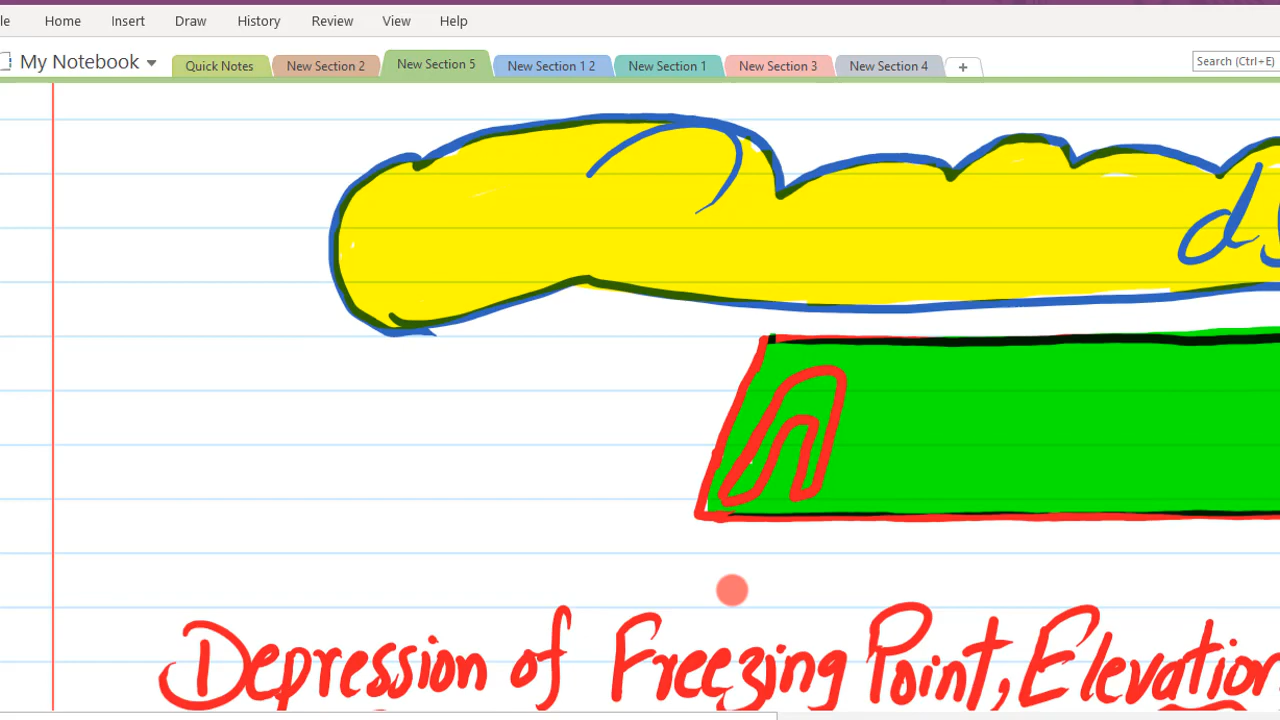 Home Insert Draw History Review View Help
My Notebook Quick Notes New Section 2 New Section 5 New Section 1 2 New Section 1 New Section 3 New Section 4 + Search (Ctrl+E)
Depression of Freezing Point, Elevation